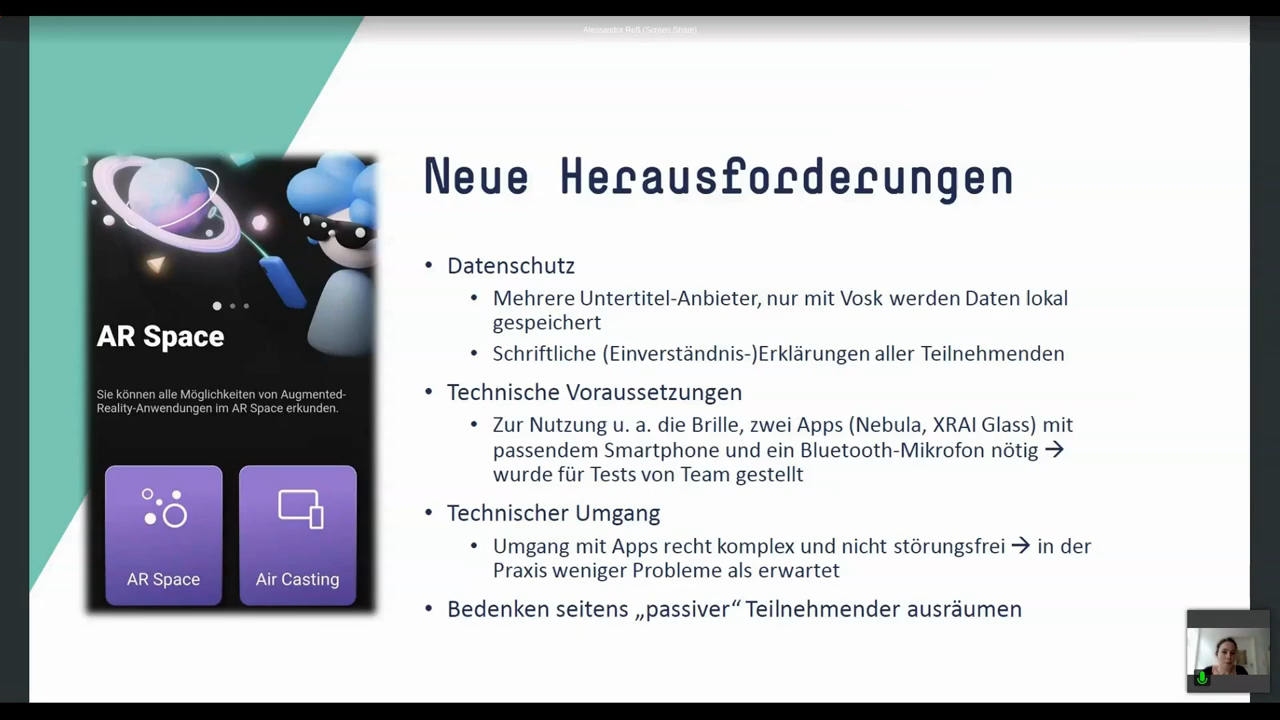 Alessandra Reß (Screen Share)
Neue Herausforderungen
• Datenschutz
• Mehrere Untertitel-Anbieter, nur mit Vosk werden Daten lokal
gespeichert
• Schriftliche (Einverständnis-)Erklärungen aller Teilnehmenden
• Technische Voraussetzungen
• Zur Nutzung u. a. die Brille, zwei Apps (Nebula, XRAI Glass) mit
passendem Smartphone und ein Bluetooth-Mikrofon nötig →
wurde für Tests von Team gestellt
• Technischer Umgang
• Umgang mit Apps recht komplex und nicht störungsfrei → in der
Praxis weniger Probleme als erwartet
• Bedenken seitens „passiver“ Teilnehmender ausräumen
AR Space
Sie können alle Möglichkeiten von Augmented-
Reality-Anwendungen im AR Space erkunden.
AR Space
Air Casting